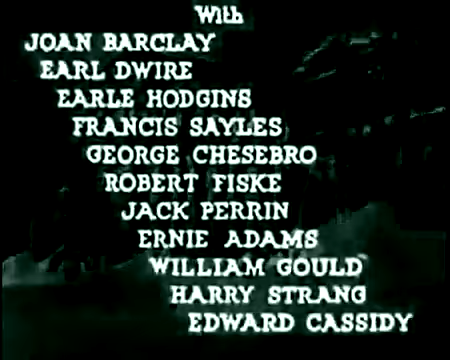 With
JOAN BARCLAY
EARL DWIRE
EARLE HODGINS
FRANCIS SAYLES
GEORGE CHESEBRO
ROBERT FISKE
JACK PERRIN
ERNIE ADAMS
WILLIAM GOULD
HARRY STRANG
EDWARD CASSIDY